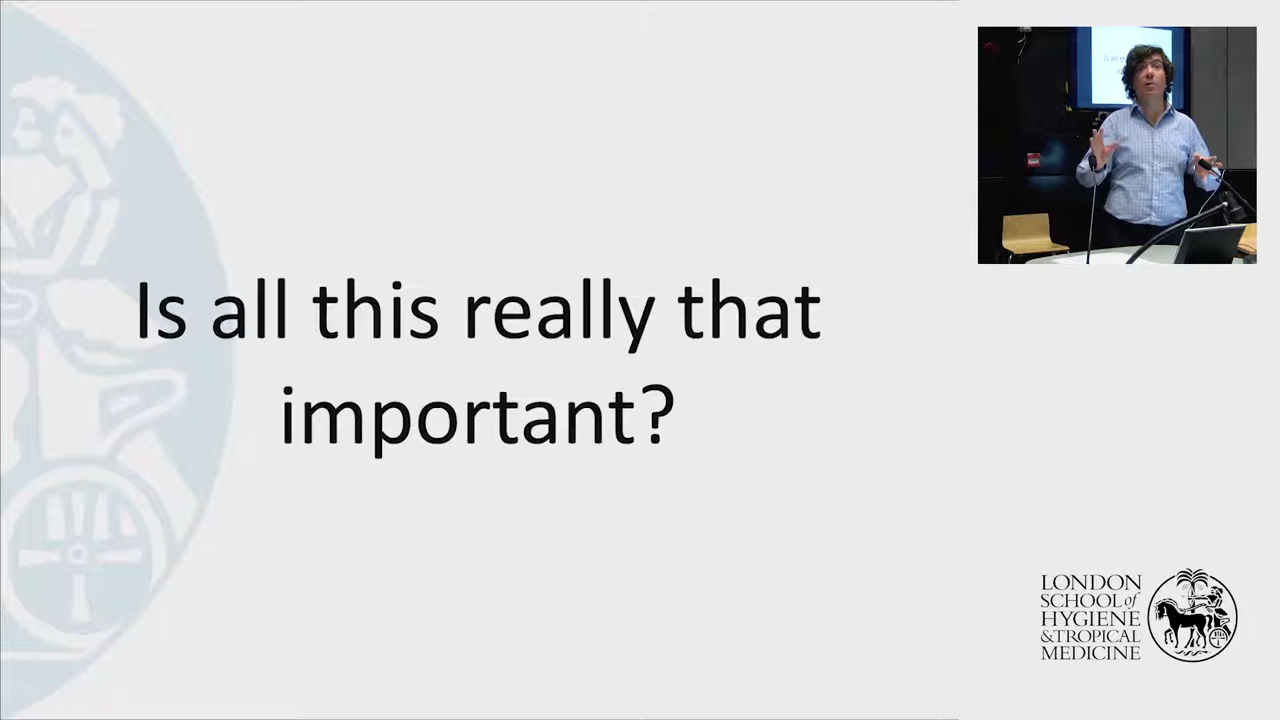 Is all this really that
important?
LONDON
SCHOOL of
HYGIENE
& TROPICAL
MEDICINE